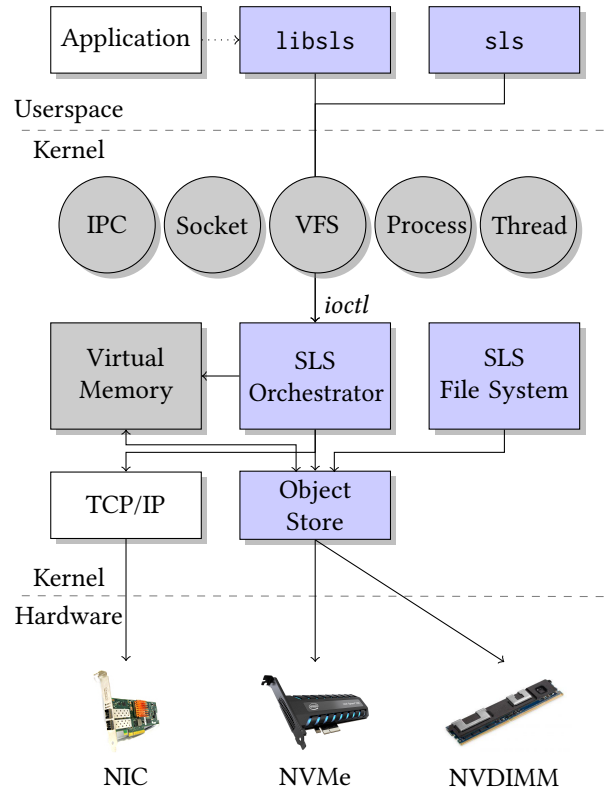 Application
libsls
sls
Userspace
Kernel
IPC
Socket
VFS
Process
Thread
ioctl
Virtual
Memory
SLS
Orchestrator
SLS
File System
TCP/IP
Object
Store
Kernel
Hardware
NIC
NVMe
NVDIMM